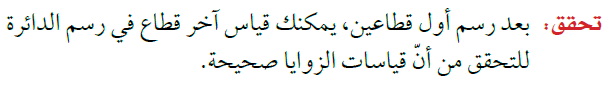 تحقق: بعد رسم أول قطاعين، يمكنك قياس آخر قطاع في رسم الدائرة
للتحقق من أنّ قياسات الزوايا صحيحة.